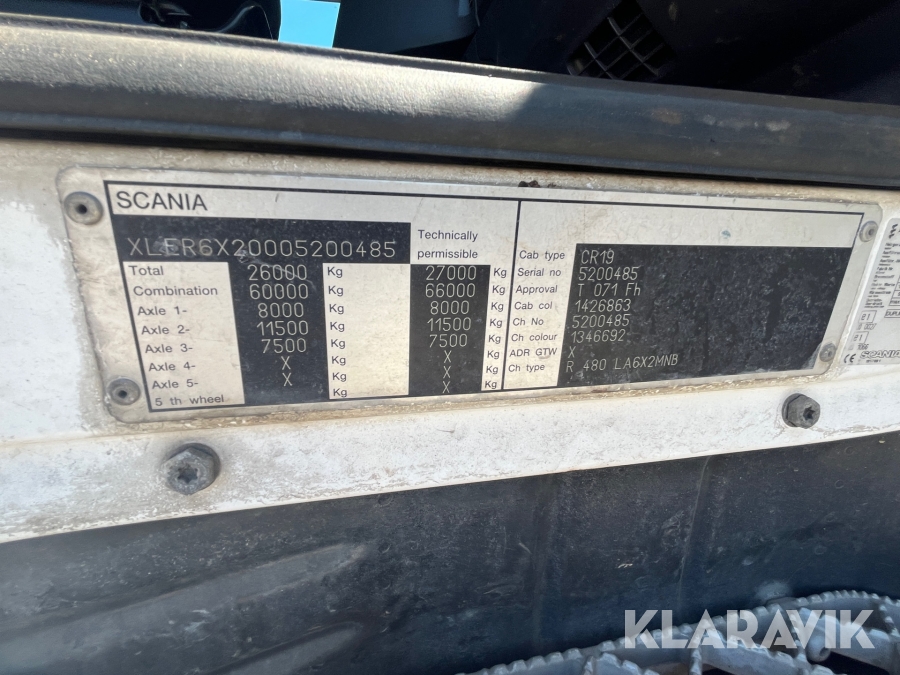 SCANIA
XLER6X20005200485
Technically permissible
Total 26000 Kg 27000 Kg
Combination 60000 Kg 66000 Kg
Axle 1- 8000 Kg 8000 Kg
Axle 2- 11500 Kg 11500 Kg
Axle 3- 7500 Kg 7500 Kg
Axle 4- X Kg X Kg
Axle 5- X Kg X Kg
5 th wheel X Kg X Kg
Cab type CR19
Serial no 5200485
Approval T 071 Fh
Cab col 1426863
Ch No 5200485
Ch colour 1346692
ADR GTW X
Ch type R 480 LA6X2MNB
SCANIA
KLARAVIK